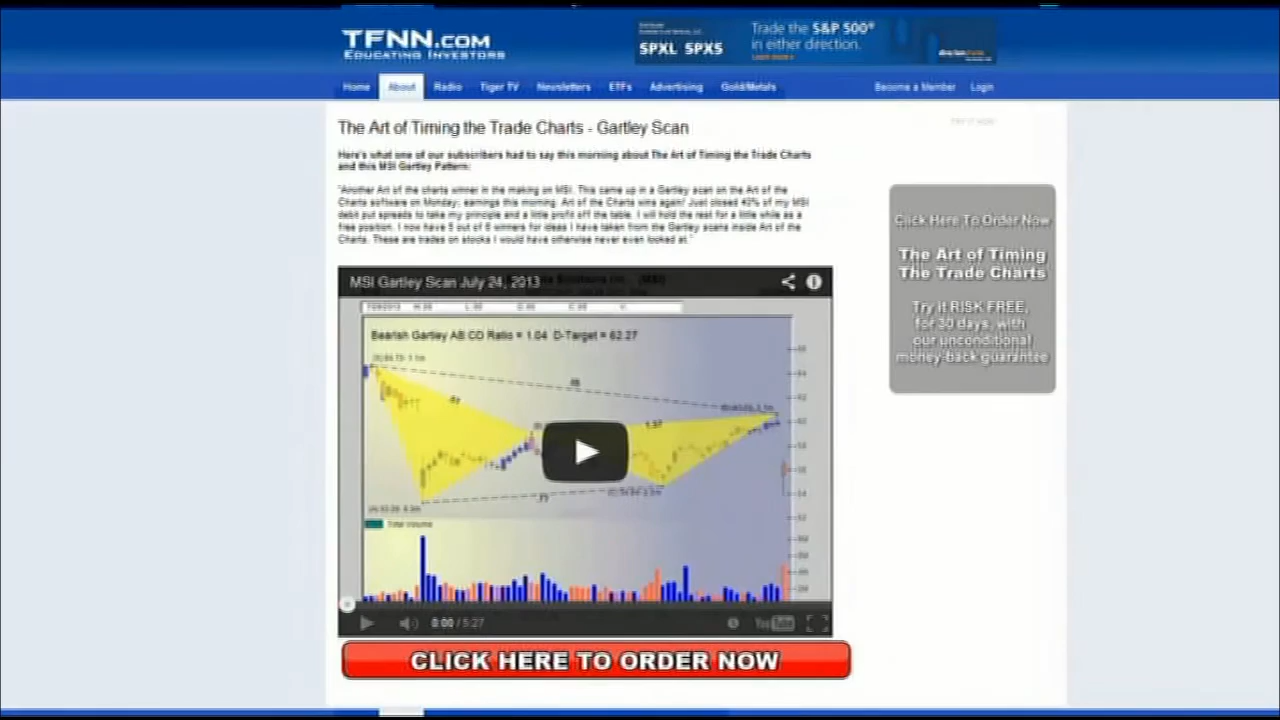 TFNN.COM
EDUCATING INVESTORS
SPXL SPXS
Trade the S&P 500®
in either direction.
Learn more >
Home About Radio Tiger TV Newsletters ETFs Advertising Gold/Metals Become a Member Login
The Art of Timing the Trade Charts - Gartley Scan
Here's what one of our subscribers had to say this morning about The Art of Timing the Trade Charts
and this MSI Gartley Pattern:
"Another Art of the charts winner in the making on MSI. This came up in a Gartley scan on the Art of the
Charts software on Monday; earnings this morning. Art of the Charts wins again! Just closed 42% of my MSI
debit put spreads to take my principle and a little profit off the table. I will hold the rest for a little while as a
free position. I now have 5 out of 6 winners for ideas I have taken from the Gartley scans inside Art of the
Charts. These are trades on stocks I would have otherwise never even looked at."
Click Here To Order Now
The Art of Timing
The Trade Charts
Try it RISK FREE,
for 30 days, with
our unconditional
money-back guarantee
MSI Gartley Scan July 24, 2013
Bearish Gartley AB:CD Ratio = 1.04 D-Target = 62.27
Total Volume
0:00 / 5:27
YouTube
CLICK HERE TO ORDER NOW